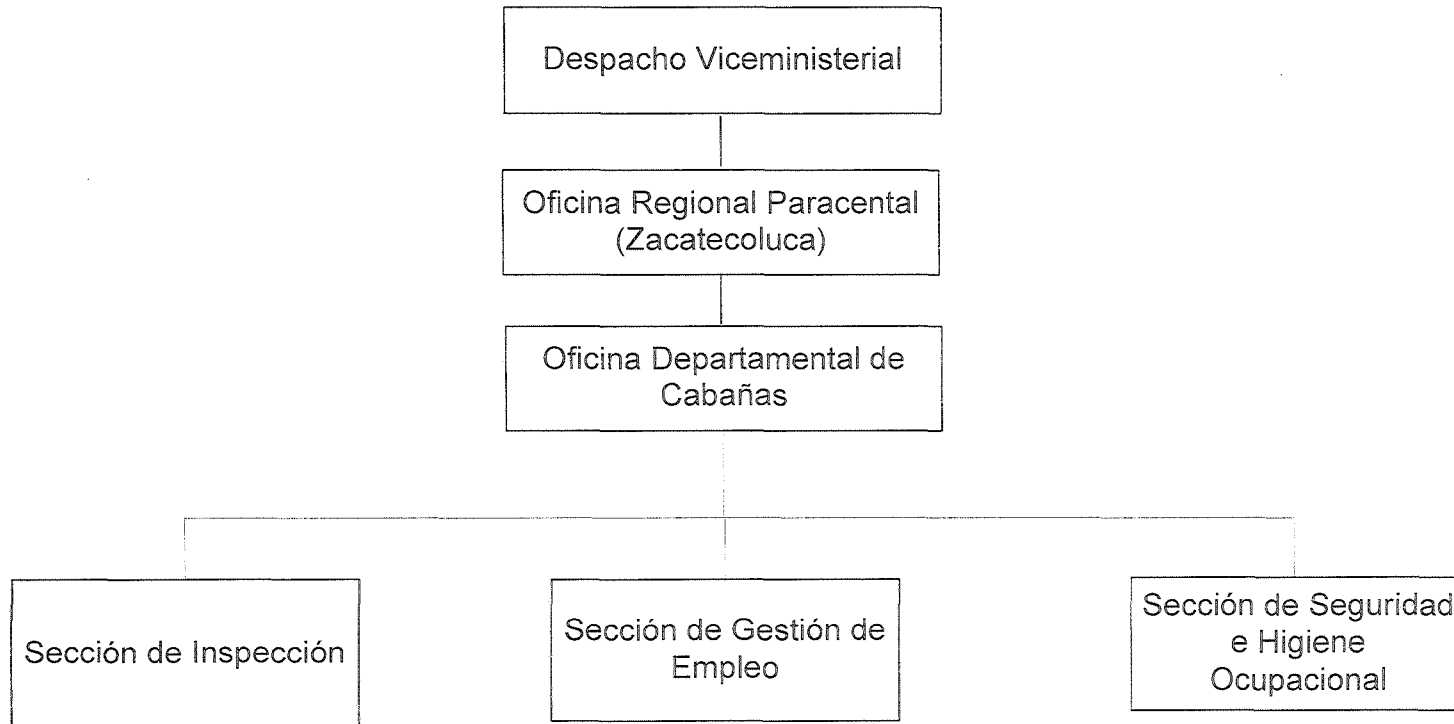 Despacho Viceministerial
Oficina Regional Paracental
(Zacatecoluca)
Oficina Departamental de
Cabañas
Sección de Inspección
Sección de Gestión de
Empleo
Sección de Seguridad
e Higiene
Ocupacional